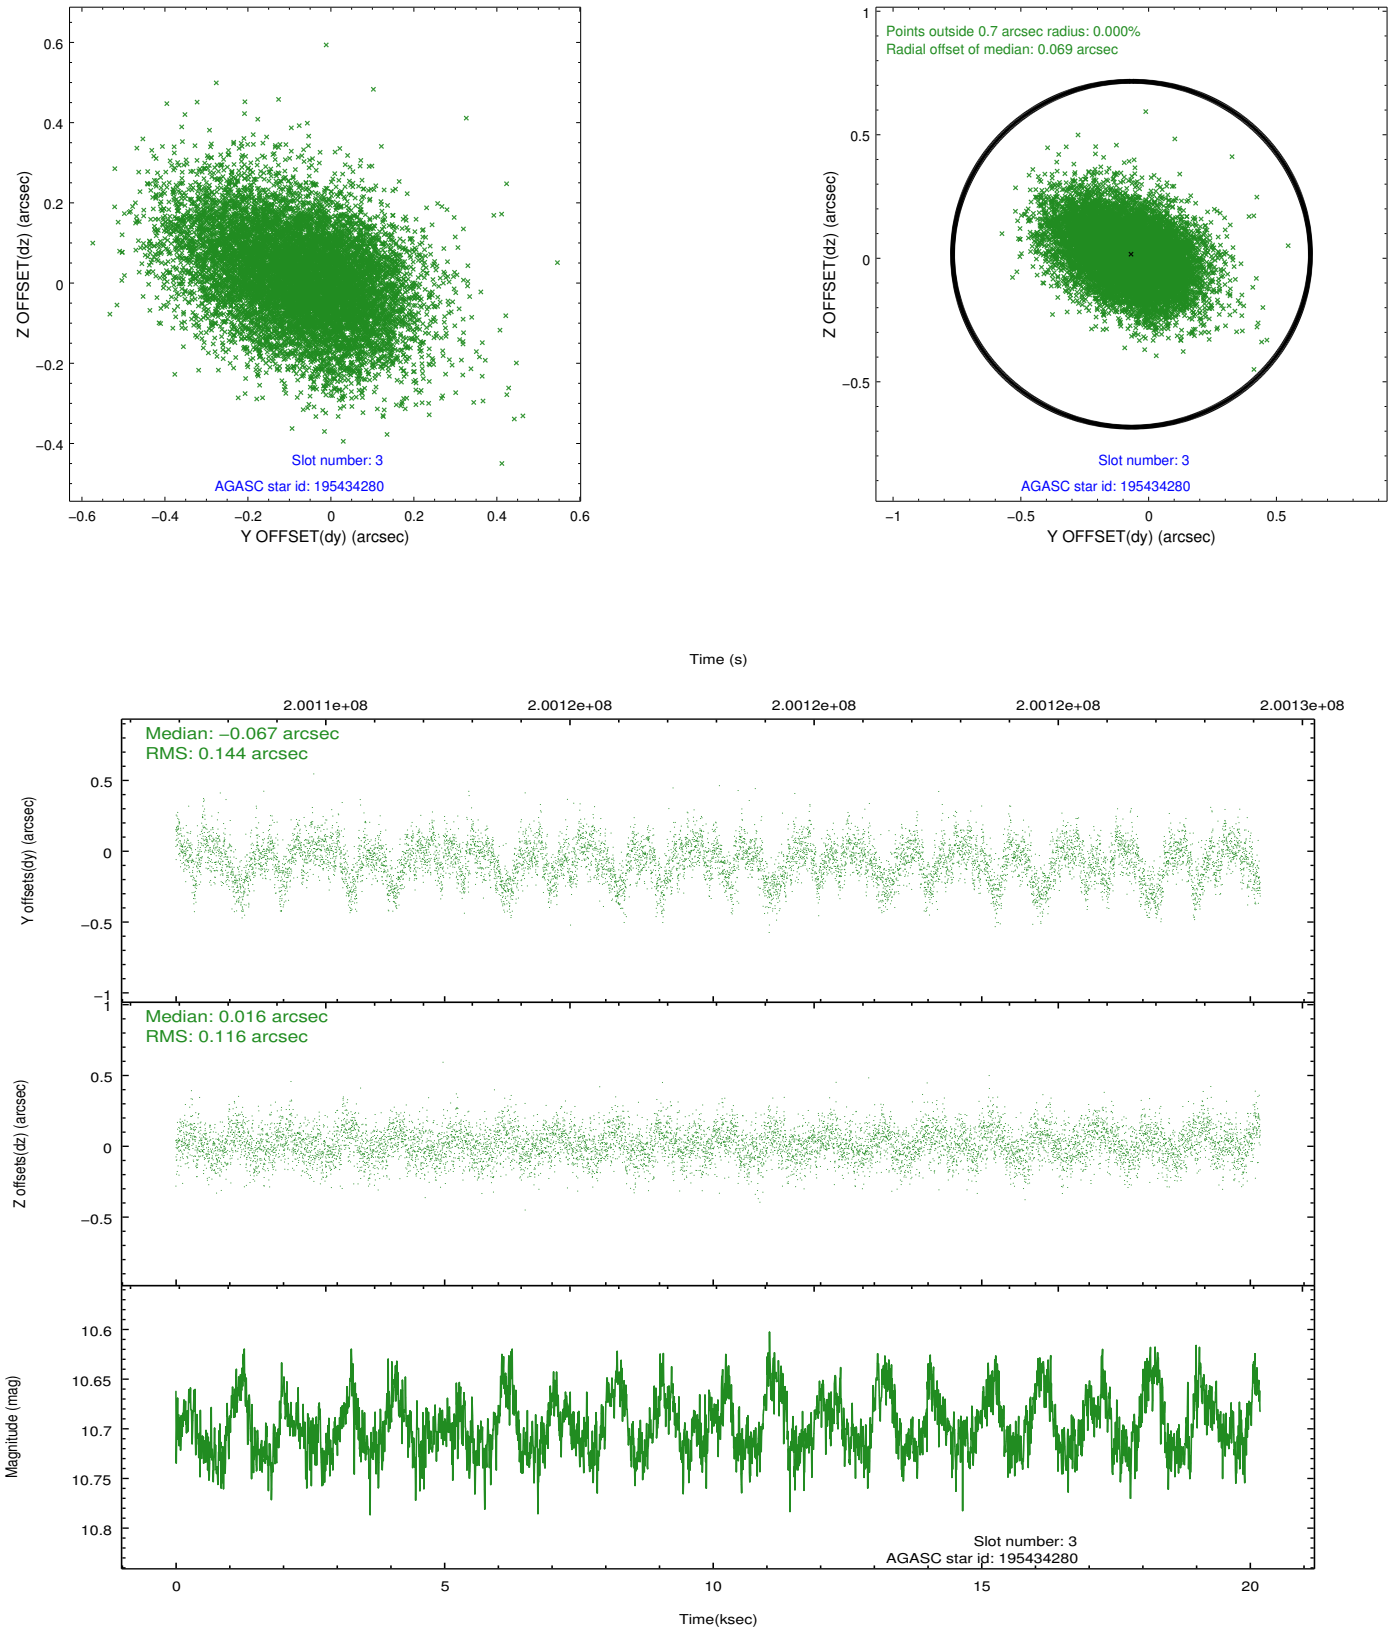 0.6
0.4
0.2
0
−0.2
−0.4
Z OFFSET(dz) (arcsec)
Slot number: 3
AGASC star id: 195434280
−0.6 −0.4 −0.2 0 0.2 0.4 0.6
Y OFFSET(dy) (arcsec)
1
0.5
0
−0.5
Z OFFSET(dz) (arcsec)
Points outside 0.7 arcsec radius: 0.000%
Radial offset of median: 0.069 arcsec
Slot number: 3
AGASC star id: 195434280
−1 −0.5 0 0.5
Y OFFSET(dy) (arcsec)
Time (s)
2.0011e+08 2.0012e+08 2.0012e+08 2.0012e+08 2.0013e+08
Median: −0.067 arcsec
RMS: 0.144 arcsec
0.5
0
−0.5
−1
Y offsets(dy) (arcsec)
Median: 0.016 arcsec
RMS: 0.116 arcsec
1
0.5
0
−0.5
Z offsets(dz) (arcsec)
10.6
10.65
10.7
10.75
10.8
Magnitude (mag)
Slot number: 3
AGASC star id: 195434280
0 5 10 15 20
Time(ksec)